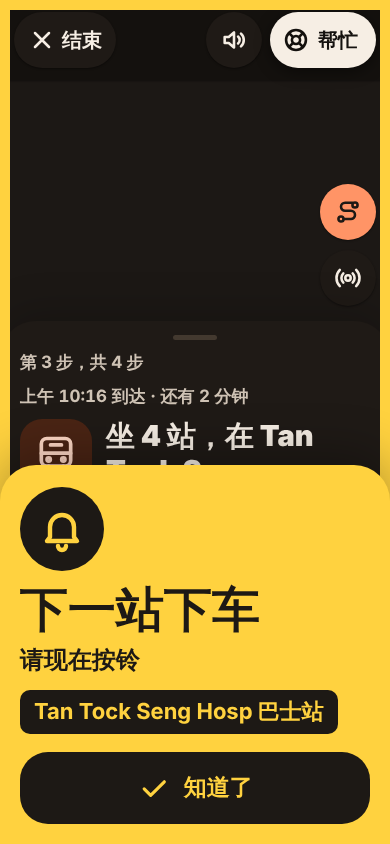 结束
帮忙
第 3 步，共 4 步
上午 10:16 到达 · 还有 2 分钟
坐 4 站，在 Tan
下一站下车
请现在按铃
Tan Tock Seng Hosp 巴士站
知道了